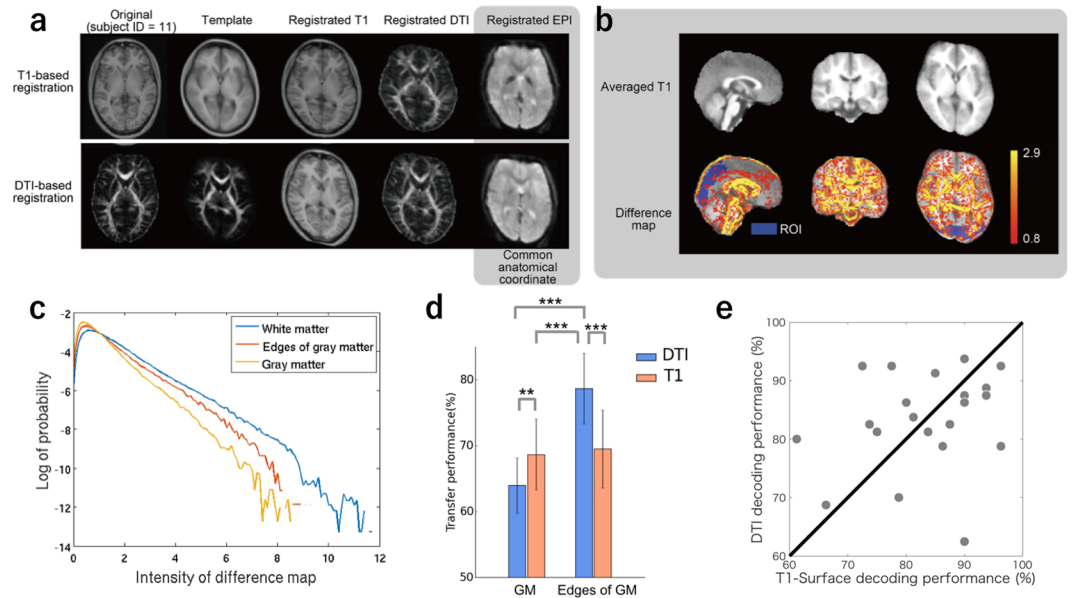 a
Original
(subject ID = 11)
Template
Registrated T1
Registrated DTI
Registrated EPI
T1-based
registration
DTI-based
registration
Common
anatomical
coordinate
b
Averaged T1
Difference
map
ROI
2.9
0.8
c
Log of probability
-2
-4
-6
-8
-10
-12
-14
White matter
Edges of gray matter
Gray matter
0
2
4
6
8
10
12
Intensity of difference map
d
Transfer performance(%)
80
70
60
50
***
***
***
**
DTI
T1
GM
Edges of GM
e
DTI decoding performance (%)
100
90
80
70
60
60
70
80
90
100
T1-Surface decoding performance (%)